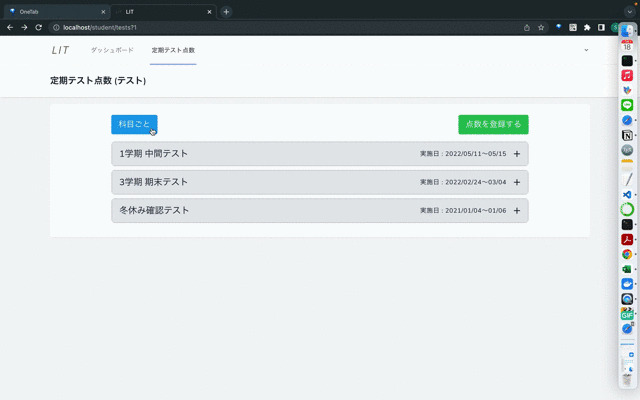 OneTab
LIT
localhost/student/tests?1
LIT
ダッシュボード
定期テスト点数
定期テスト点数 (テスト)
科目ごと
点数を登録する
1学期 中間テスト
実施日 : 2022/05/11〜05/15
3学期 期末テスト
実施日 : 2022/02/24〜03/04
冬休み確認テスト
実施日 : 2021/01/04〜01/06
18